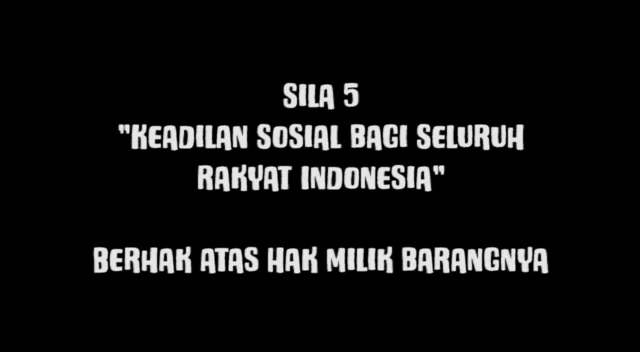 SILA 5
"KEADILAN SOSIAL BAGI SELURUH
RAKYAT INDONESIA"
BERHAK ATAS HAK MILIK BARANGNYA